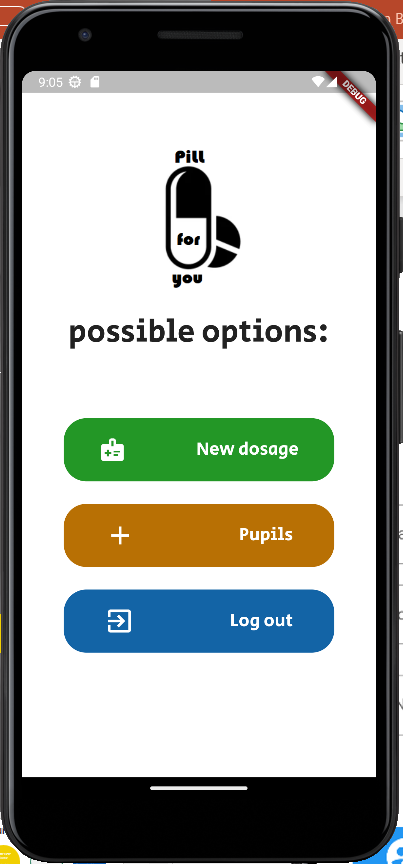 9:05
DEBUG
Pill
for
you
possible options:
New dosage
Pupils
Log out